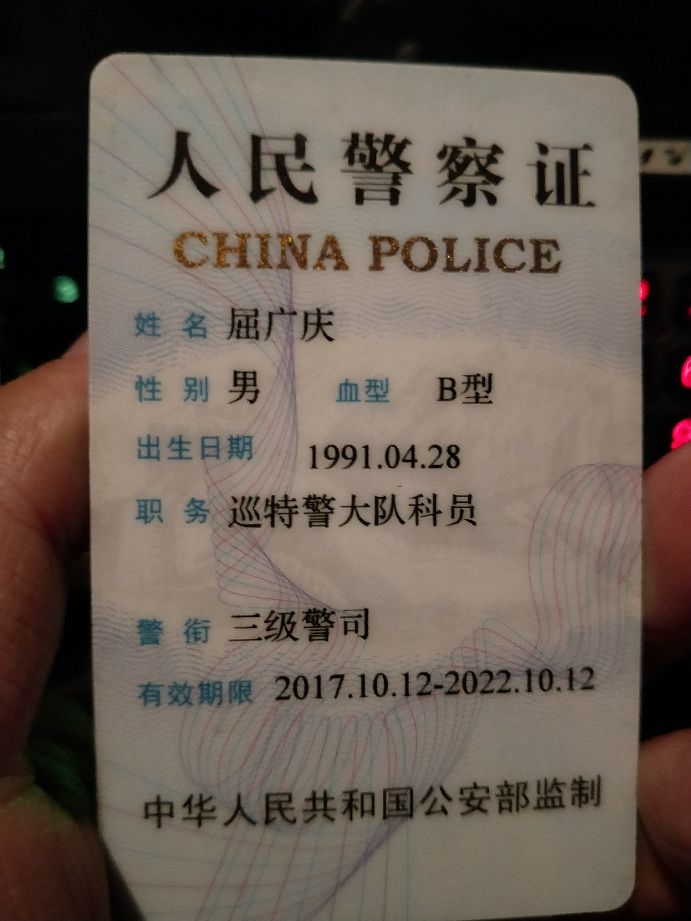 人民警察证
CHINA POLICE
姓名 屈广庆
性别 男 血型 B型
出生日期 1991.04.28
职务 巡特警大队科员
警衔 三级警司
有效期限 2017.10.12-2022.10.12
中华人民共和国公安部监制